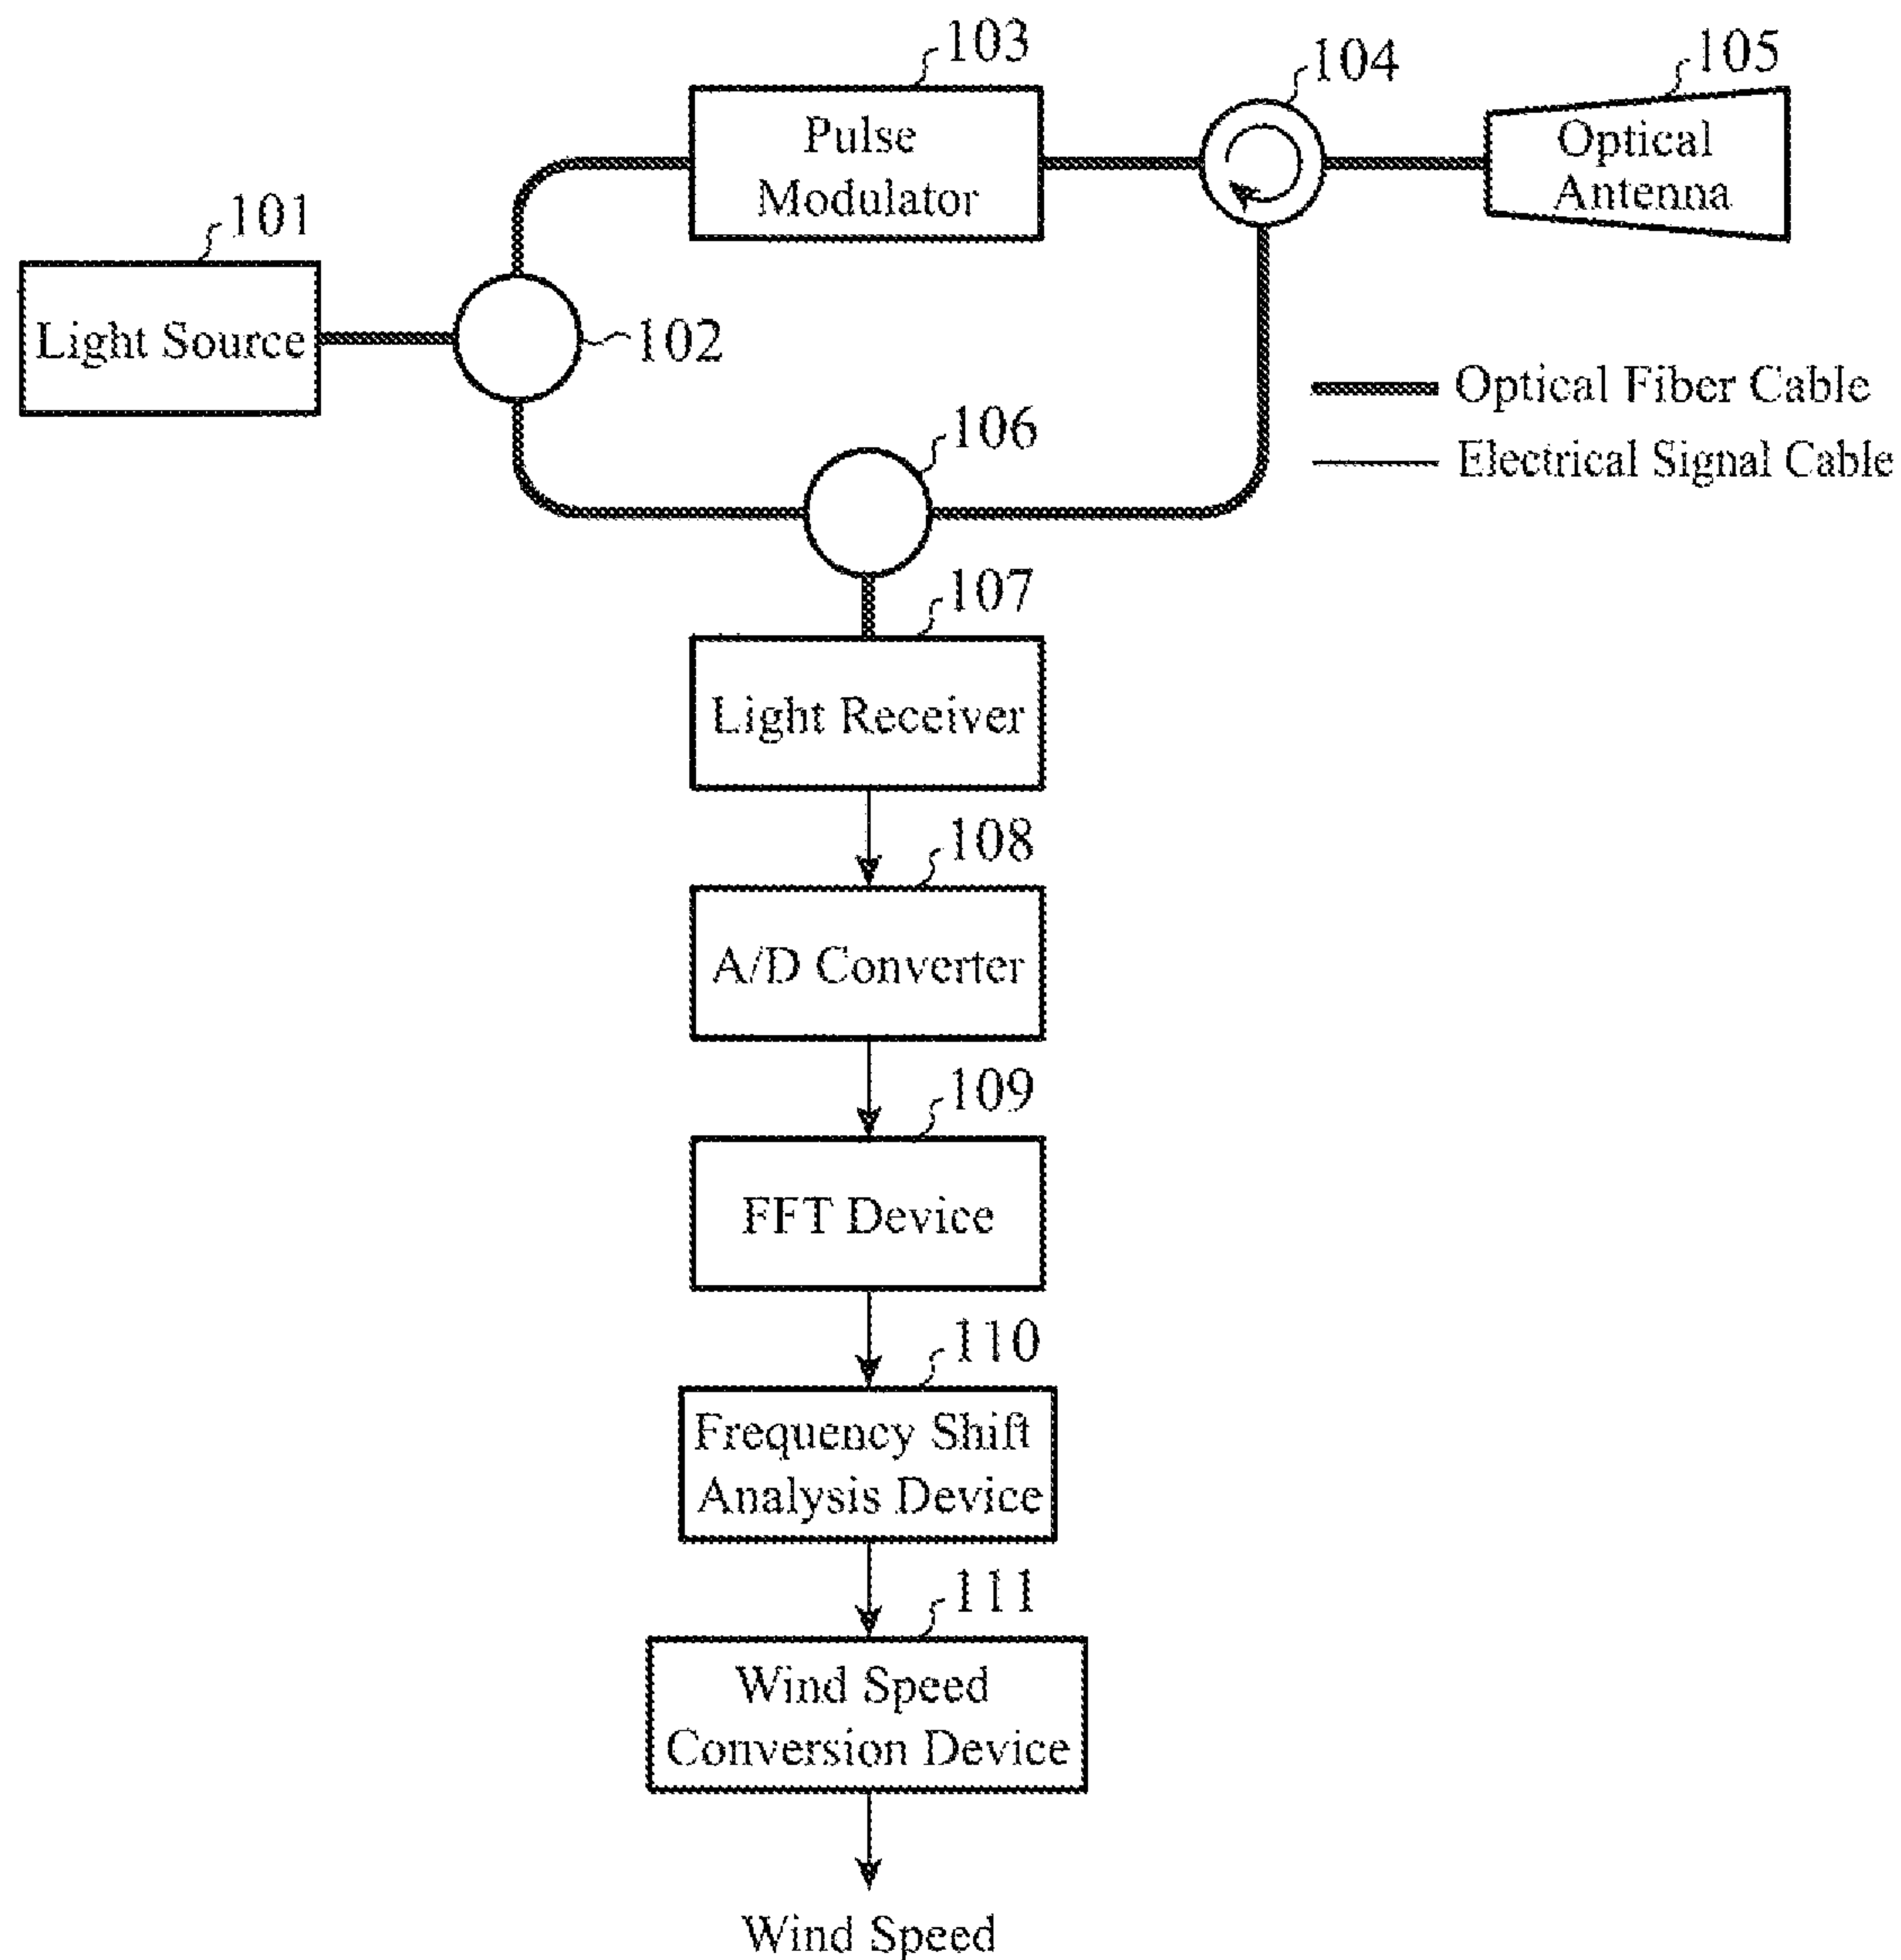 103
104
105
Pulse
Modulator
Optical
Antenna
101
Light Source
102
Optical Fiber Cable
106
Electrical Signal Cable
107
Light Receiver
108
A/D Converter
109
FFT Device
110
Frequency Shift
Analysis Device
111
Wind Speed
Conversion Device
Wind Speed